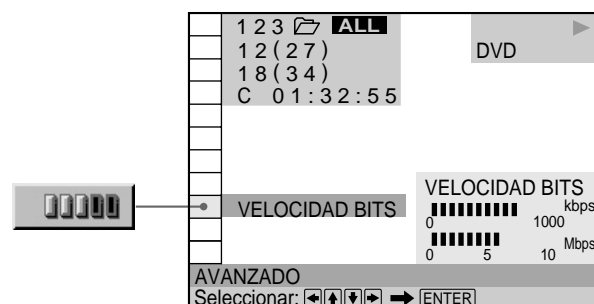 123 ALL
12(27)
18(34)
C 01:32:55
DVD
VELOCIDAD BITS
VELOCIDAD BITS
kbps
0 1000
Mbps
0 5 10
AVANZADO
Seleccionar: ENTER